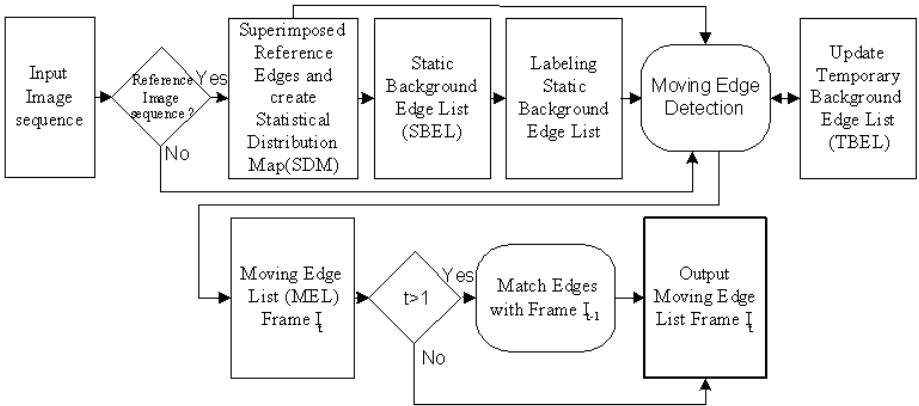 Input
Image
sequence
Reference
Image
sequence?
Yes
No
Superimposed
Reference
Edges and
create
Statistical
Distribution
Map(SDM)
Static
Background
Edge List
(SBEL)
Labeling
Static
Background
Edge List
Moving Edge
Detection
Update
Temporary
Background
Edge List
(TBEL)
Moving Edge
List (MEL)
Frame It
t>1
Yes
No
Match Edges
with Frame It-1
Output
Moving Edge
List Frame It